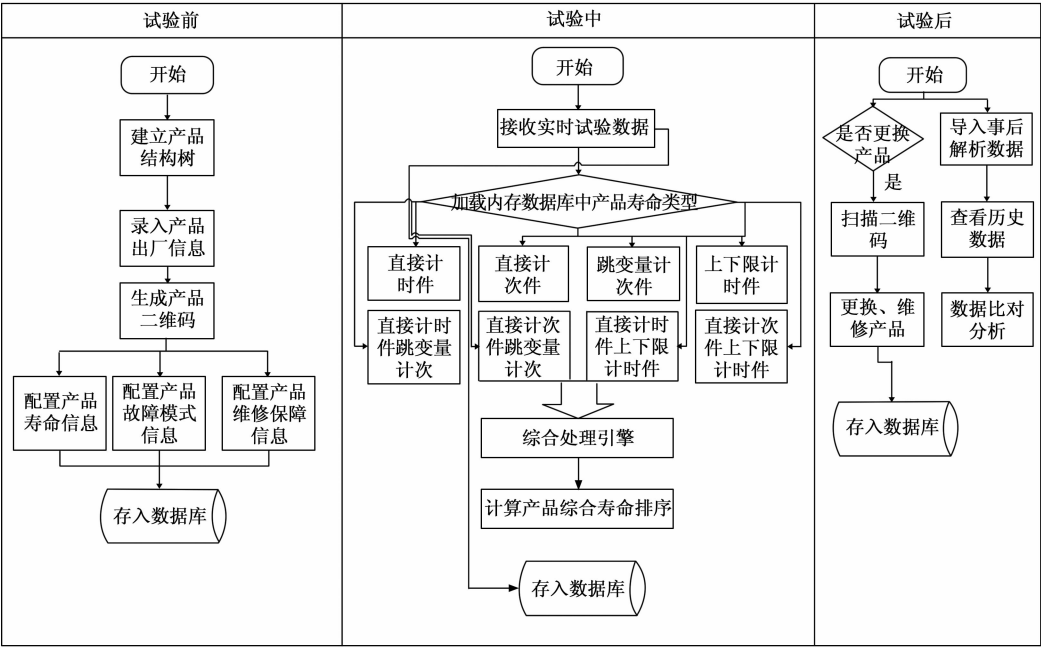 试验前
开始
建立产品
结构树
录入产品
出厂信息
生成产品
二维码
配置产品
寿命信息
配置产品
故障模式
信息
配置产品
维修保障
信息
存入数据库
试验中
开始
接收实时试验数据
加载内存数据库中产品寿命类型
直接计
时件
直接计
次件
跳变量计
次件
上下限计
时件
直接计时
件跳变量
计次
直接计次
件跳变量
计次
直接计时
件上下限
计时件
直接计次
件上下限
计时件
综合处理引擎
计算产品综合寿命排序
存入数据库
试验后
开始
是否更换
产品
是
扫描二维
码
更换、维
修产品
存入数据库
导入事后
解析数据
查看历史
数据
数据比对
分析